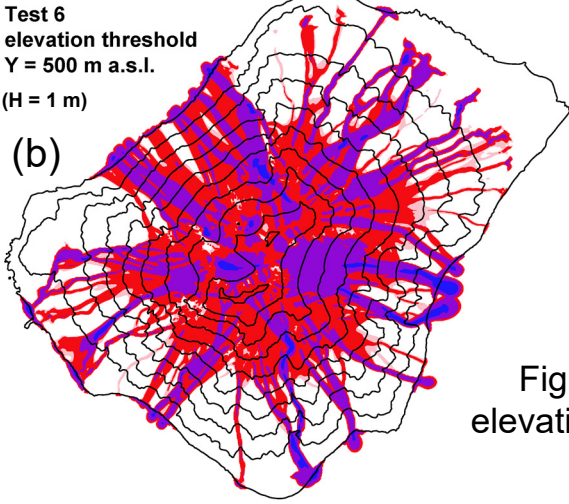 Test 6
elevation threshold
Y = 500 m a.s.l.
(H = 1 m)
(b)
Fig
elevati